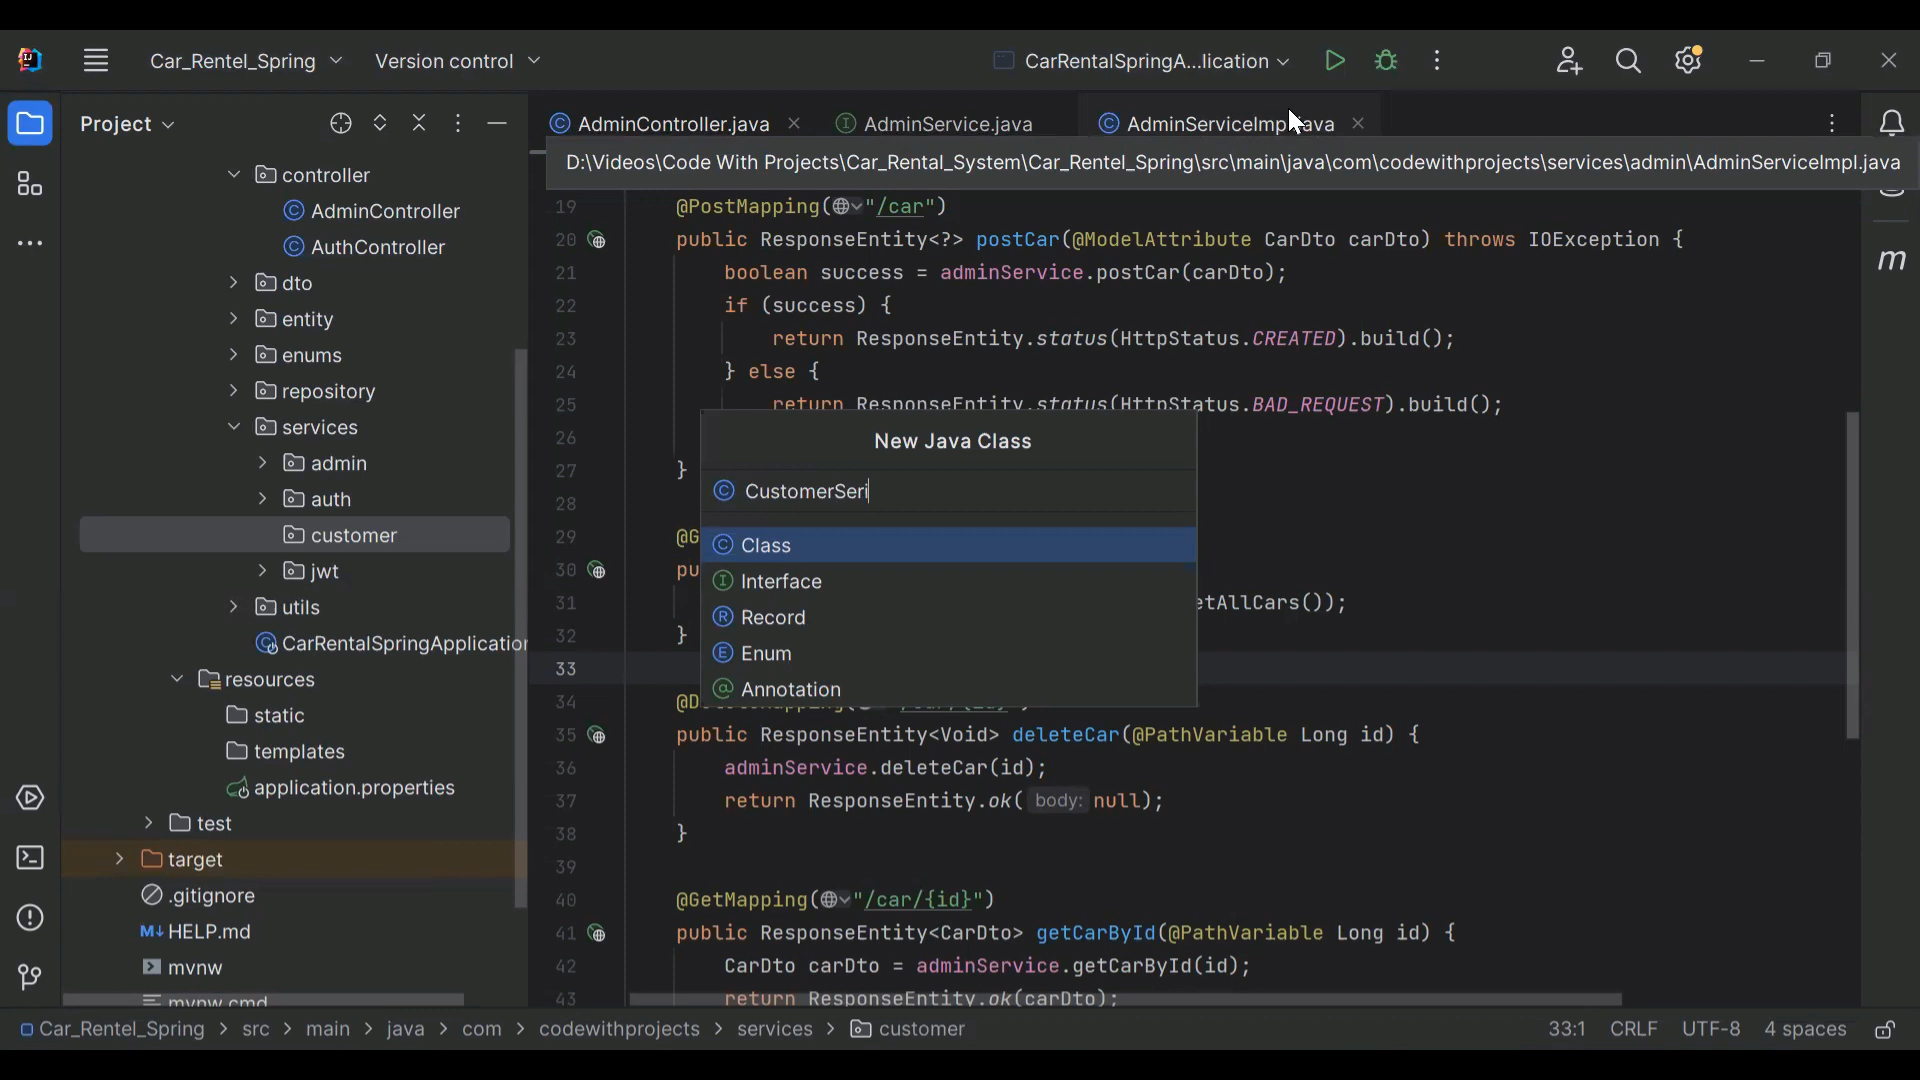 Car_Rentel_Spring
Version control
CarRentalSpringA...lication
Project
AdminController.java
AdminService.java
AdminServiceImp
ava
D:\Videos\Code With Projects\Car_Rental_System\Car_Rentel_Spring\src\main\java\com\codewithprojects\services\admin\AdminServiceImpl.java
controller
AdminController
AuthController
dto
entity
enums
repository
services
admin
auth
customer
jwt
utils
CarRentalSpringApplication
resources
static
templates
application.properties
test
target
.gitignore
M↓ HELP.md
mvnw
mvnw.cmd
19 @PostMapping("/car")
20 public ResponseEntity<?> postCar(@ModelAttribute CarDto carDto) throws IOException {
21 boolean success = adminService.postCar(carDto);
22 if (success) {
23 return ResponseEntity.status(HttpStatus.CREATED).build();
24 } else {
25 return ResponseEntity.status(HttpStatus.BAD_REQUEST).build();
26
27 }
28
29 @G
30 pu
31 etAllCars());
32 }
33
34
35 public ResponseEntity<Void> deleteCar(@PathVariable Long id) {
36 adminService.deleteCar(id);
37 return ResponseEntity.ok( body: null);
38 }
39
40 @GetMapping("/car/{id}")
41 public ResponseEntity<CarDto> getCarById(@PathVariable Long id) {
42 CarDto carDto = adminService.getCarById(id);
43 return ResponseEntity.ok(carDto);
New Java Class
CustomerSeri
Class
Interface
Record
Enum
Annotation
m
Car_Rentel_Spring > src > main > java > com > codewithprojects > services > customer
33:1 CRLF UTF-8 4 spaces